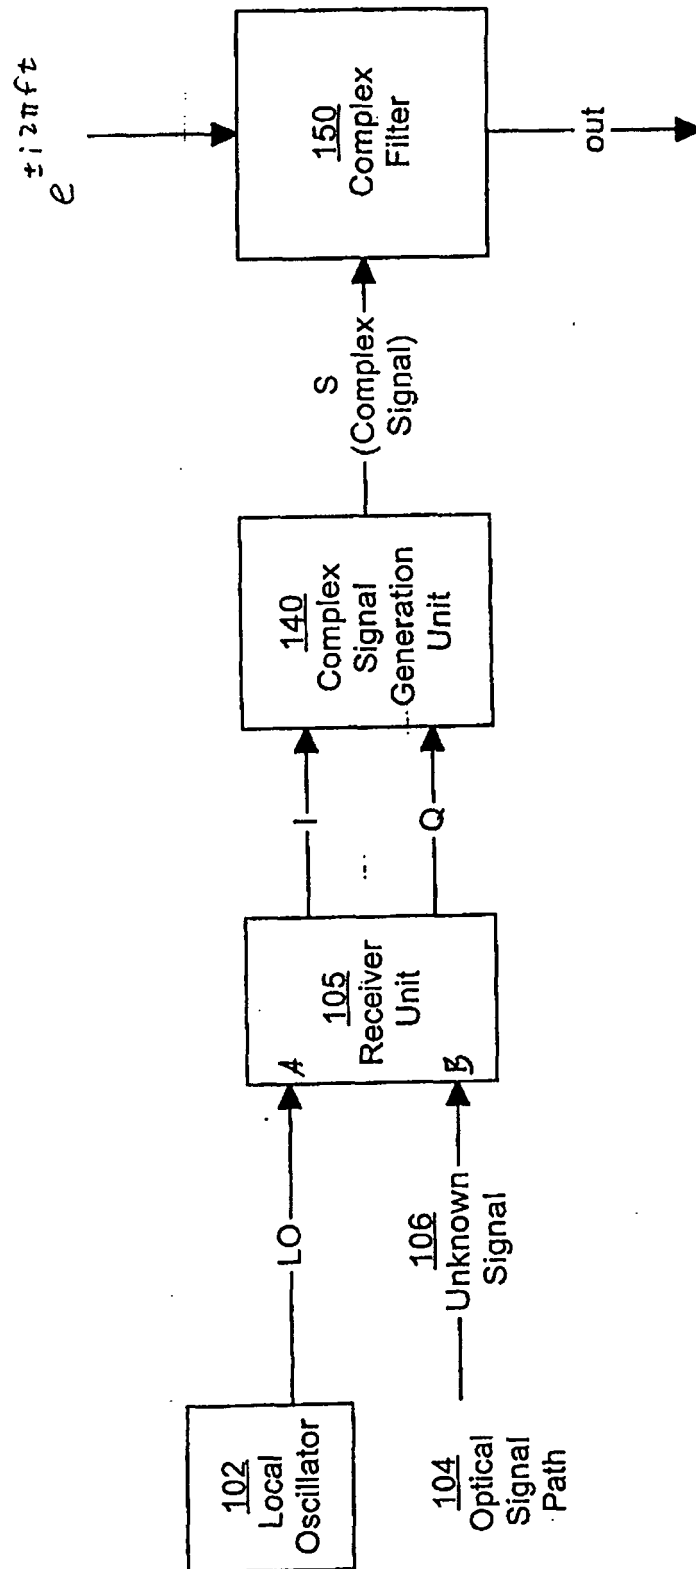 102
Local
Oscillator
LO
104
Optical
Signal
Path
106
Unknown
Signal
A
B
105
Receiver
Unit
I
Q
140
Complex
Signal
Generation
Unit
S
(Complex
Signal)
e^{±i2πft}
150
Complex
Filter
out